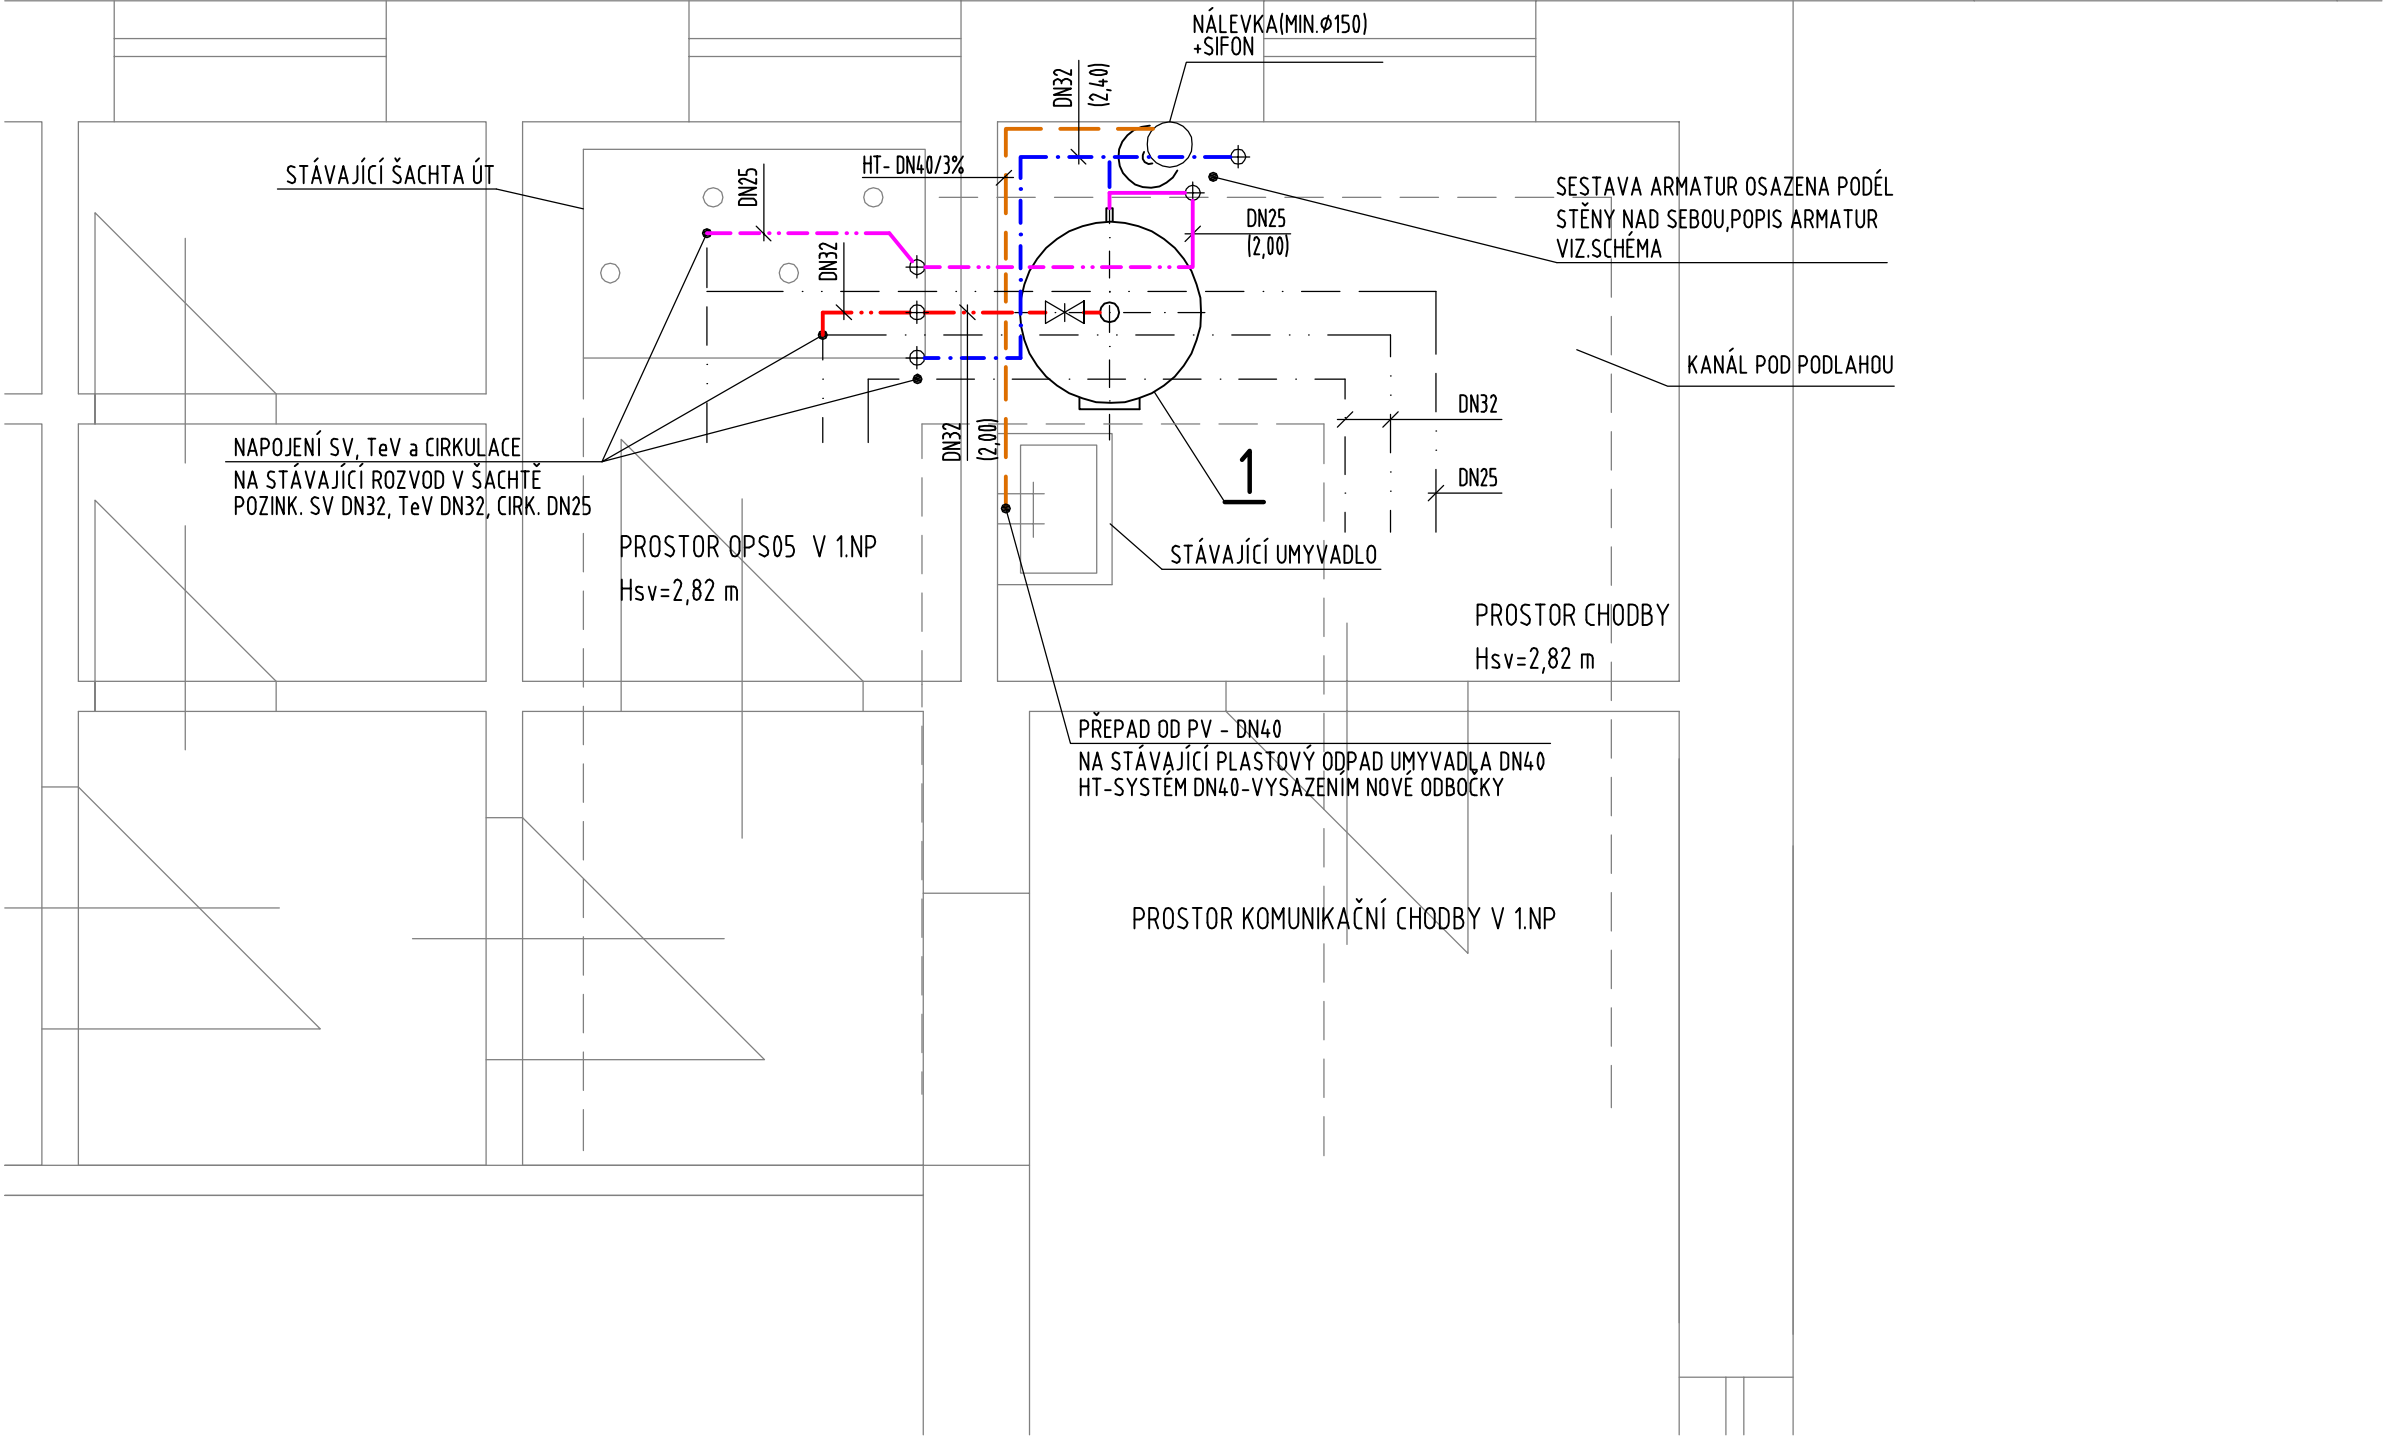 NÁLEVKA(MIN.Ø150)
+SIFON
DN32
(2,40)
STÁVAJÍCÍ ŠACHTA ÚT
DN25
HT- DN40/3%
SESTAVA ARMATUR OSAZENA PODÉL
STĚNY NAD SEBOU,POPIS ARMATUR
VIZ.SCHÉMA
DN25
(2,00)
DN32
KANÁL POD PODLAHOU
DN32
DN32
(2,00)
NAPOJENÍ SV, TeV a CIRKULACE
NA STÁVAJÍCÍ ROZVOD V ŠACHTĚ
POZINK. SV DN32, TeV DN32, CIRK. DN25
1
DN25
PROSTOR OPS05 V 1.NP
Hsv=2,82 m
STÁVAJÍCÍ UMYVADLO
PROSTOR CHODBY
Hsv=2,82 m
PŘEPAD OD PV - DN40
NA STÁVAJÍCÍ PLASTOVÝ ODPAD UMYVADLA DN40
HT-SYSTÉM DN40-VYSAZENÍM NOVÉ ODBOČKY
PROSTOR KOMUNIKAČNÍ CHODBY V 1.NP